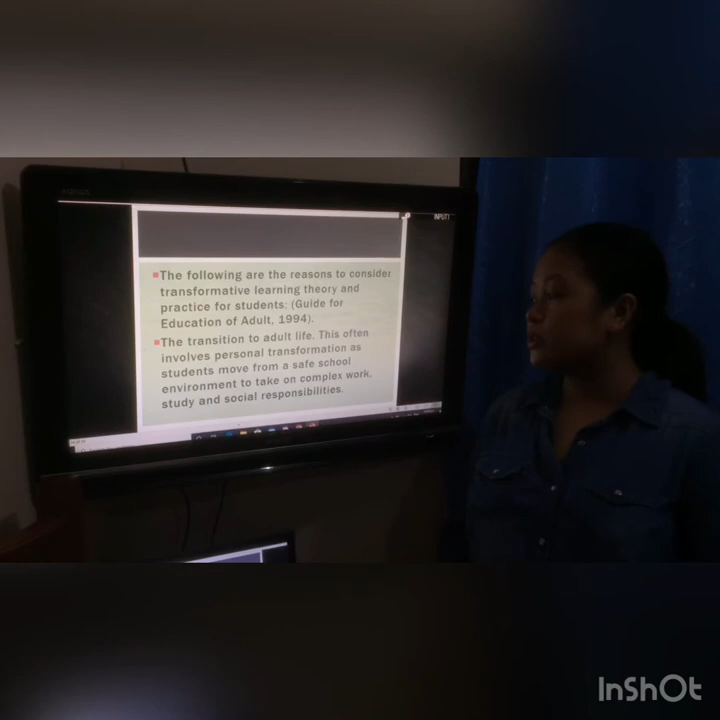 INPUT1
▪The following are the reasons to consider
transformative learning theory and
practice for students: (Guide for
Education of Adult, 1994).
▪The transition to adult life. This often
involves personal transformation as
students move from a safe school
environment to take on complex work,
study and social responsibilities.
InShOt